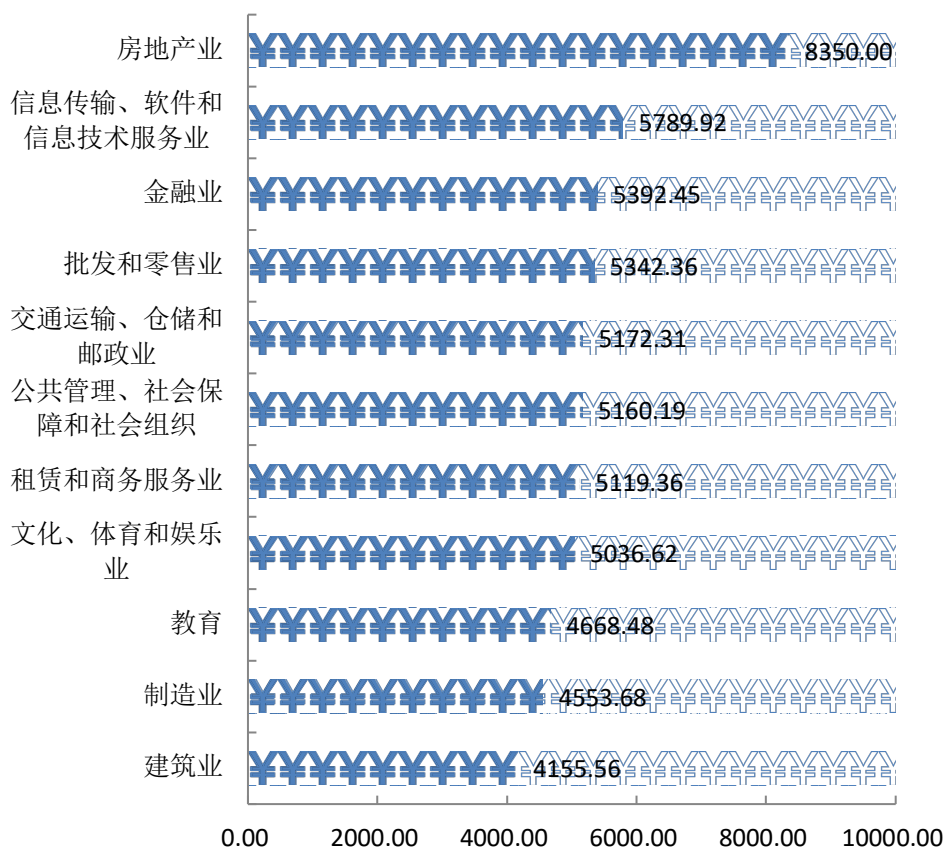 房地产业
8350.00
信息传输、软件和
信息技术服务业
5789.92
金融业
5392.45
批发和零售业
5342.36
交通运输、仓储和
邮政业
5172.31
公共管理、社会保
障和社会组织
5160.19
租赁和商务服务业
5119.36
文化、体育和娱乐
业
5036.62
教育
4668.48
制造业
4553.68
建筑业
4155.56
0.00 2000.00 4000.00 6000.00 8000.00 10000.00